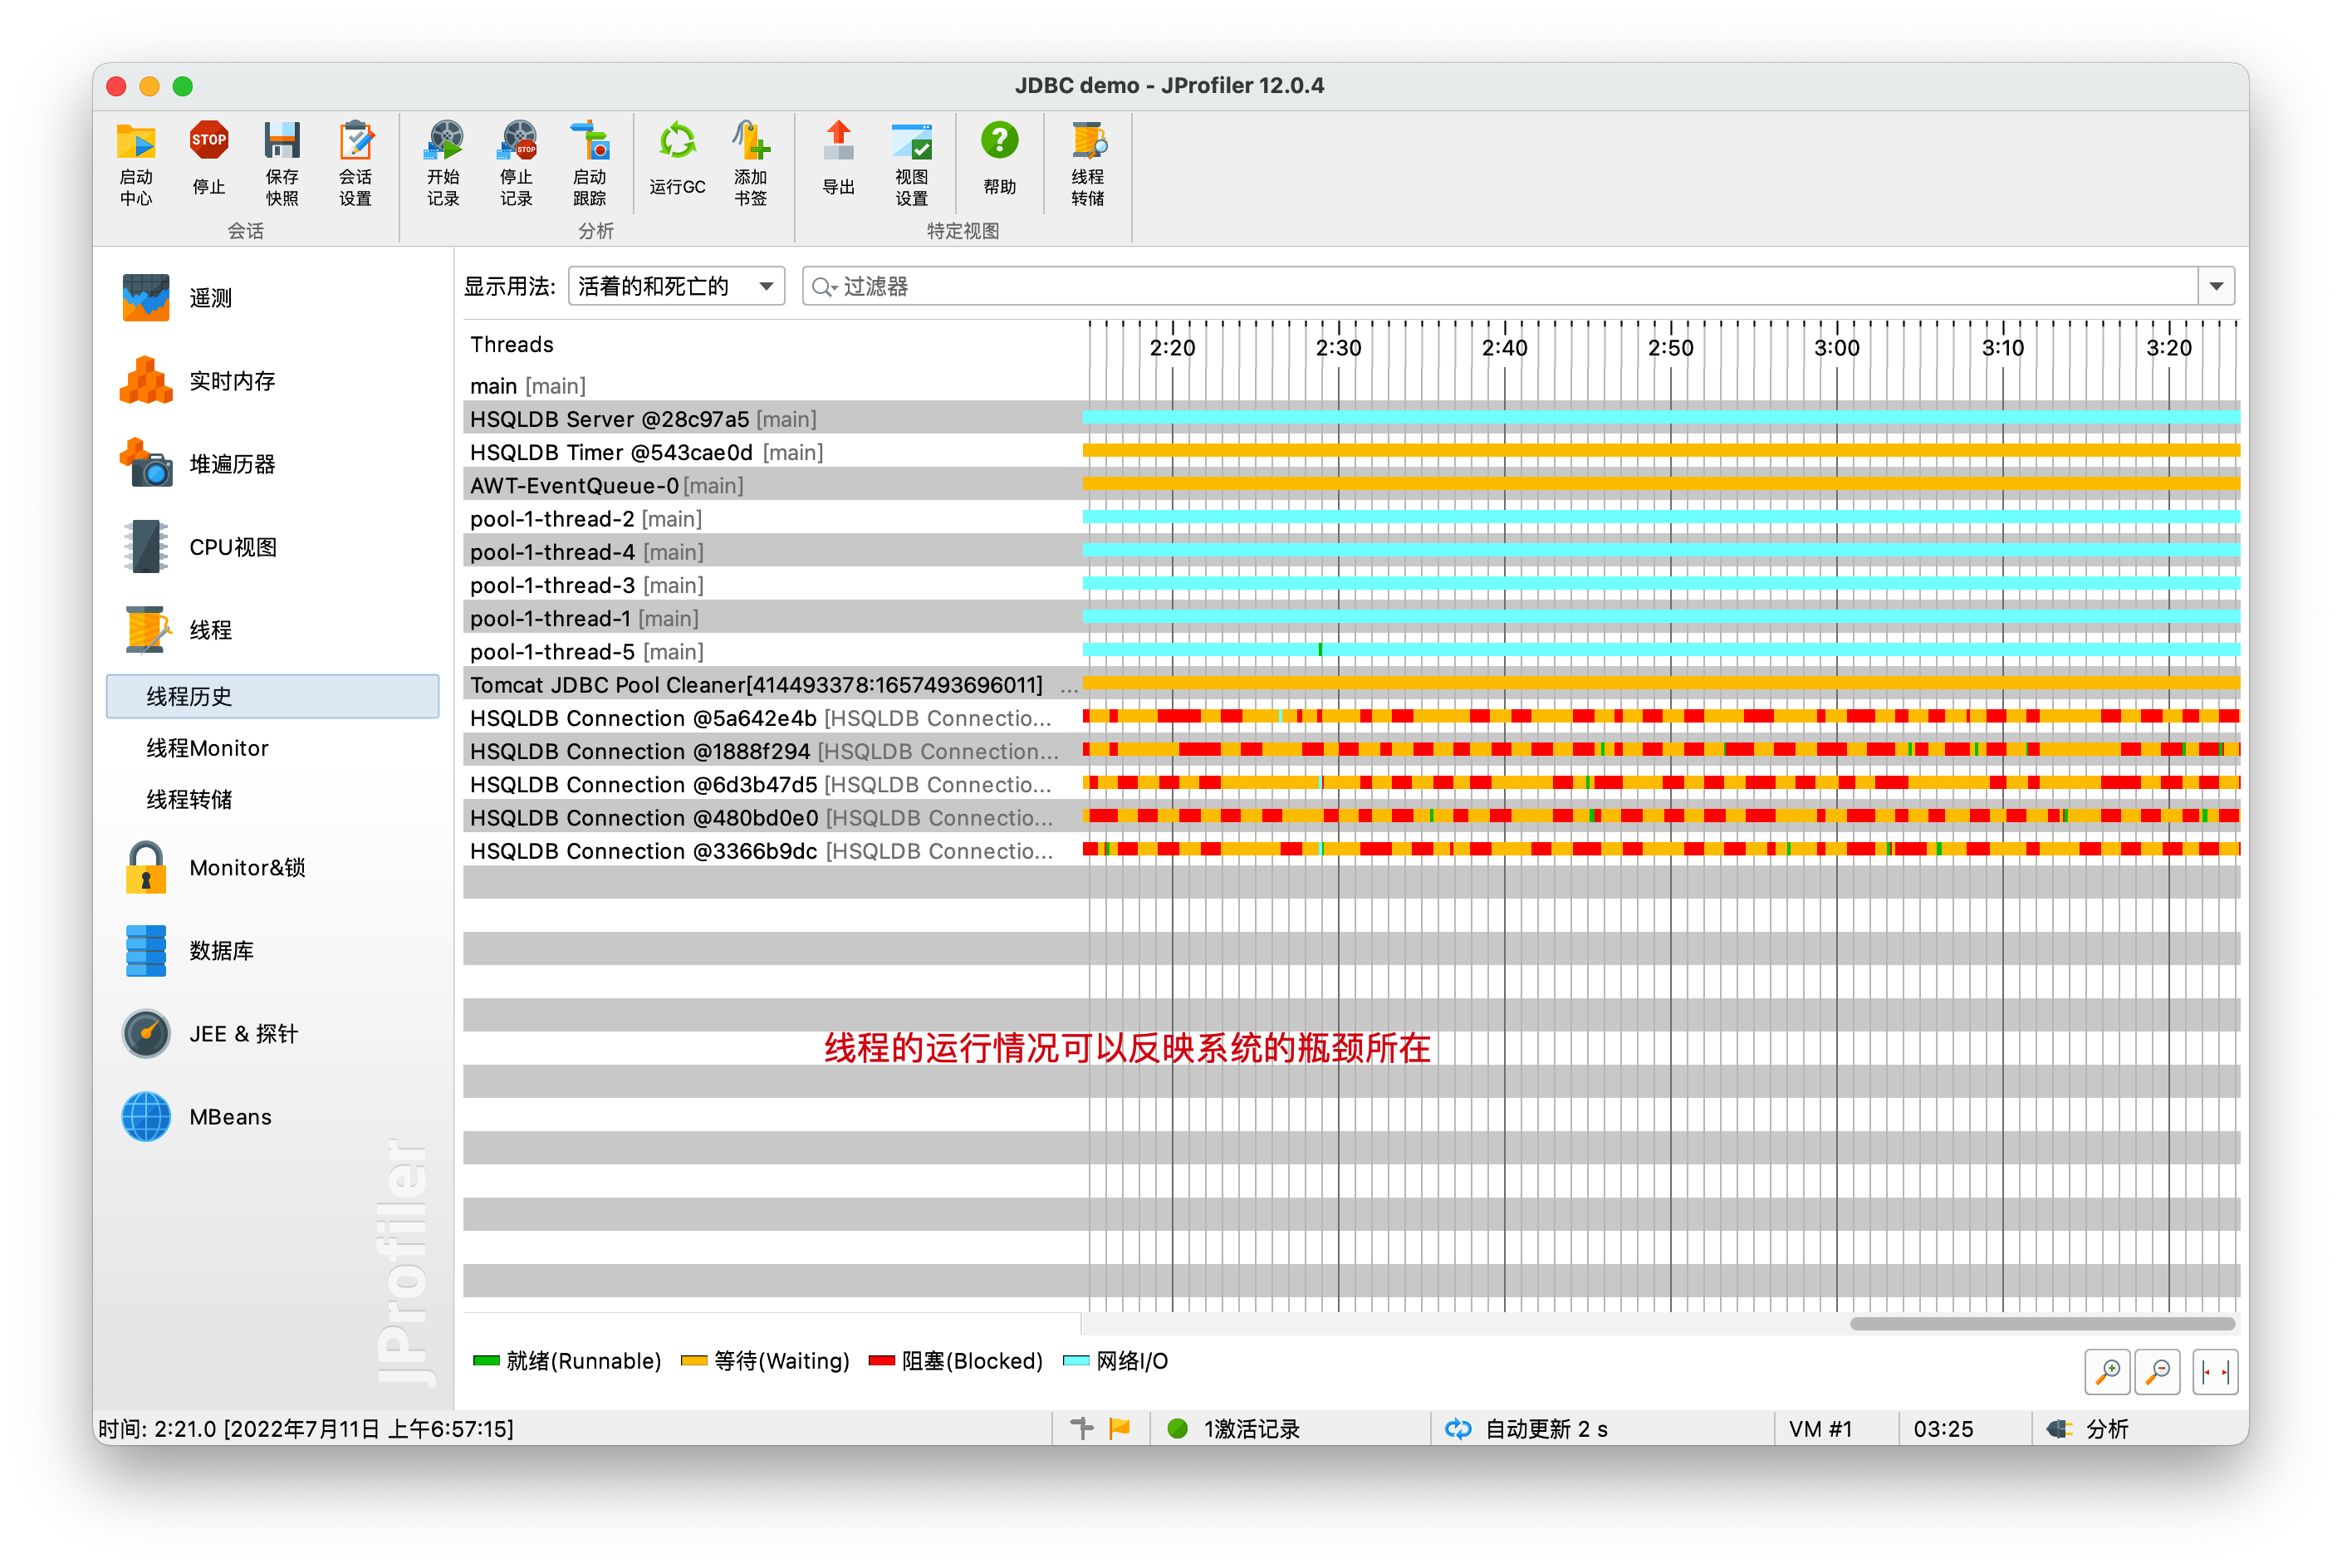 JDBC demo - JProfiler 12.0.4
启动
中心
STOP
停止
保存
快照
会话
设置
开始
记录
STOP
停止
记录
启动
跟踪
运行GC
添加
书签
导出
视图
设置
?
帮助
线程
转储
会话
分析
特定视图
遥测
实时内存
堆遍历器
CPU视图
线程
线程历史
线程Monitor
线程转储
Monitor&锁
数据库
JEE & 探针
MBeans
JProfiler
显示用法: 活着的和死亡的 过滤器
Threads 2:20 2:30 2:40 2:50 3:00 3:10 3:20
main [main]
HSQLDB Server @28c97a5 [main]
HSQLDB Timer @543cae0d [main]
AWT-EventQueue-0 [main]
pool-1-thread-2 [main]
pool-1-thread-4 [main]
pool-1-thread-3 [main]
pool-1-thread-1 [main]
pool-1-thread-5 [main]
Tomcat JDBC Pool Cleaner[414493378:1657493696011] ...
HSQLDB Connection @5a642e4b [HSQLDB Connectio...
HSQLDB Connection @1888f294 [HSQLDB Connection...
HSQLDB Connection @6d3b47d5 [HSQLDB Connectio...
HSQLDB Connection @480bd0e0 [HSQLDB Connectio...
HSQLDB Connection @3366b9dc [HSQLDB Connectio...
线程的运行情况可以反映系统的瓶颈所在
就绪(Runnable) 等待(Waiting) 阻塞(Blocked) 网络I/O
时间: 2:21.0 [2022年7月11日 上午6:57:15] 1激活记录 自动更新 2 s VM #1 03:25 分析